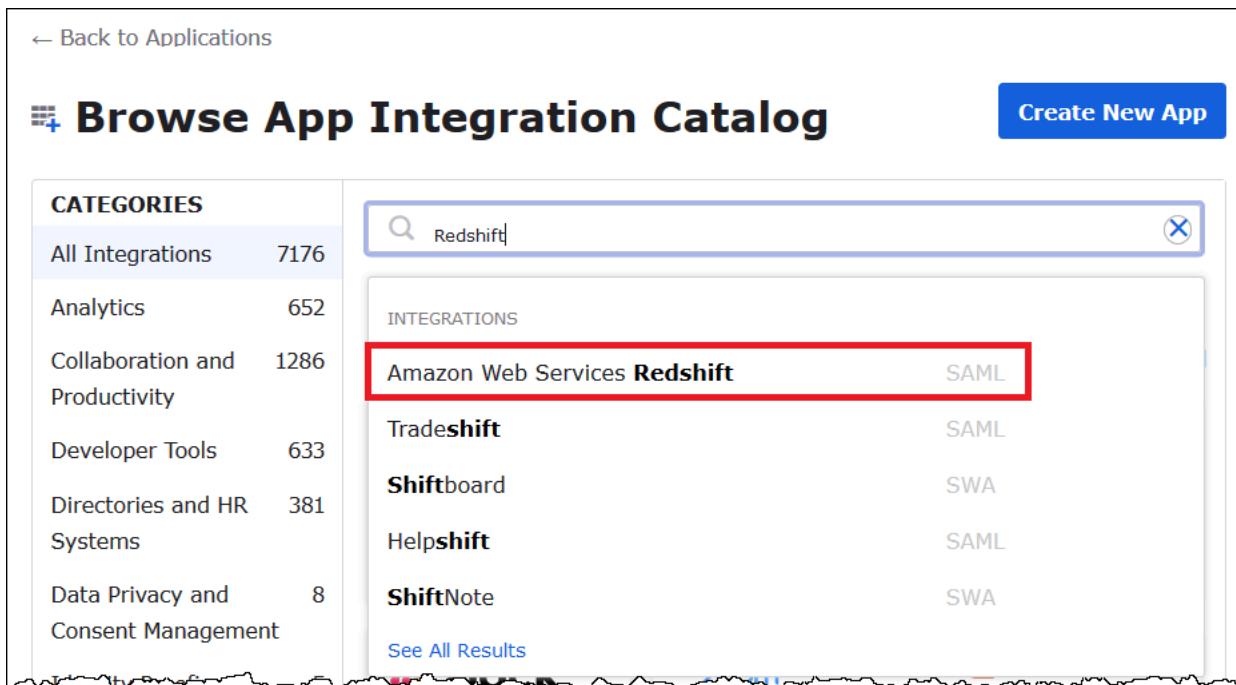 ← Back to Applications
Browse App Integration Catalog
Create New App
CATEGORIES
All Integrations 7176
Analytics 652
Collaboration and 1286
Productivity
Developer Tools 633
Directories and HR 381
Systems
Data Privacy and 8
Consent Management
Redshift
INTEGRATIONS
Amazon Web Services Redshift SAML
Tradeshift SAML
Shiftboard SWA
Helpshift SAML
ShiftNote SWA
See All Results